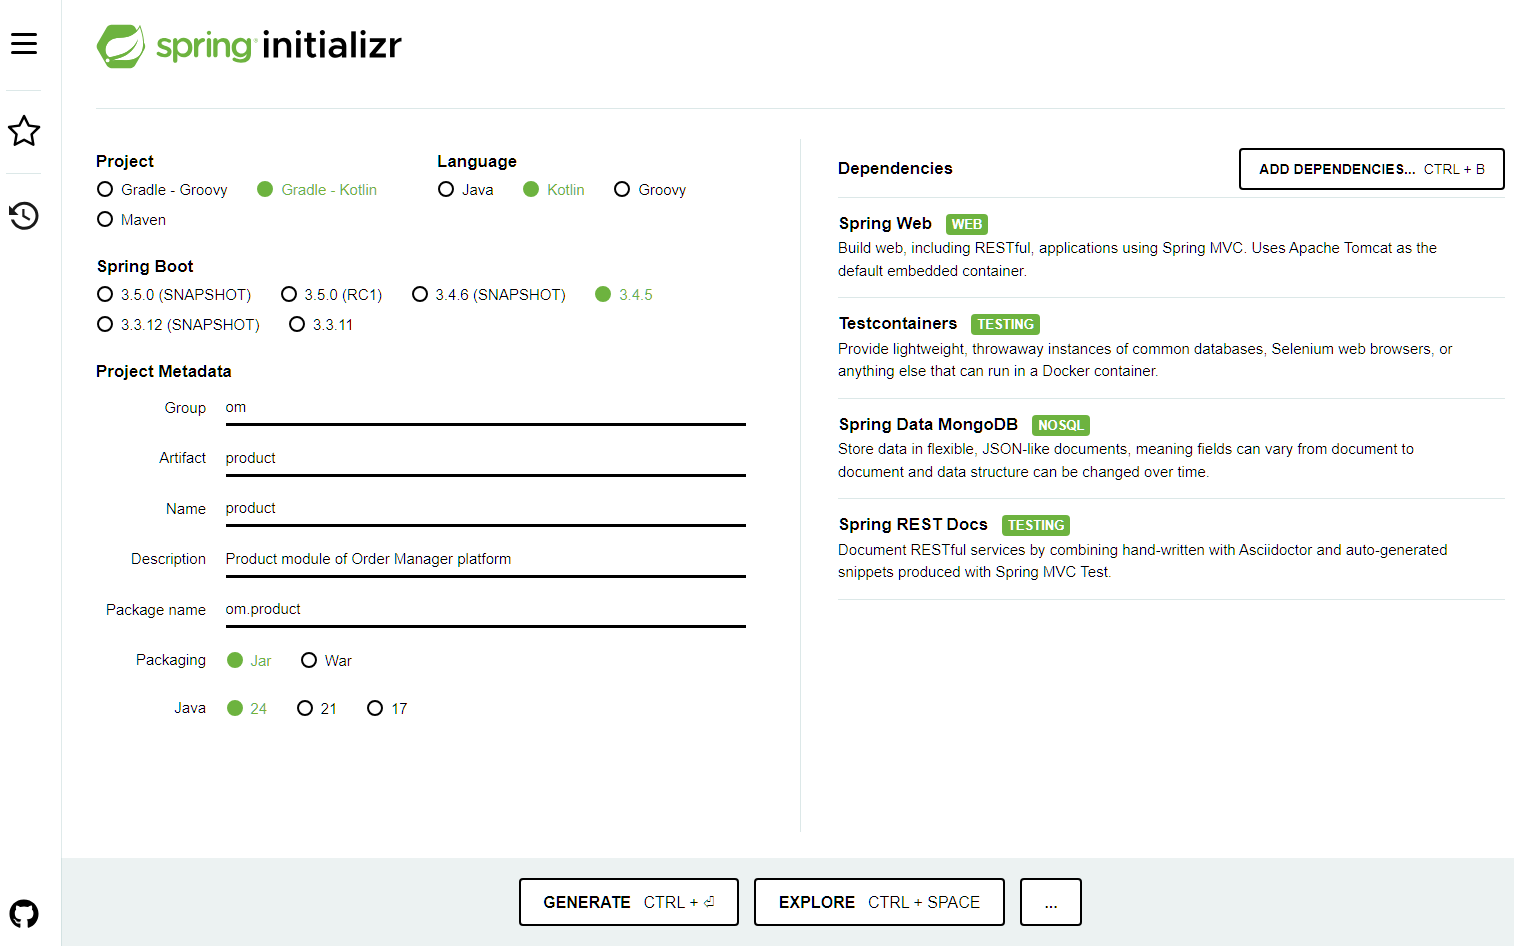 spring initializr
Project
Gradle - Groovy Gradle - Kotlin
Maven
Language
Java Kotlin Groovy
Spring Boot
3.5.0 (SNAPSHOT) 3.5.0 (RC1) 3.4.6 (SNAPSHOT) 3.4.5
3.3.12 (SNAPSHOT) 3.3.11
Project Metadata
Group om
Artifact product
Name product
Description Product module of Order Manager platform
Package name om.product
Packaging Jar War
Java 24 21 17
Dependencies ADD DEPENDENCIES... CTRL + B
Spring Web WEB
Build web, including RESTful, applications using Spring MVC. Uses Apache Tomcat as the
default embedded container.
Testcontainers TESTING
Provide lightweight, throwaway instances of common databases, Selenium web browsers, or
anything else that can run in a Docker container.
Spring Data MongoDB NOSQL
Store data in flexible, JSON-like documents, meaning fields can vary from document to
document and data structure can be changed over time.
Spring REST Docs TESTING
Document RESTful services by combining hand-written with Asciidoctor and auto-generated
snippets produced with Spring MVC Test.
GENERATE CTRL + ⏎ EXPLORE CTRL + SPACE ...